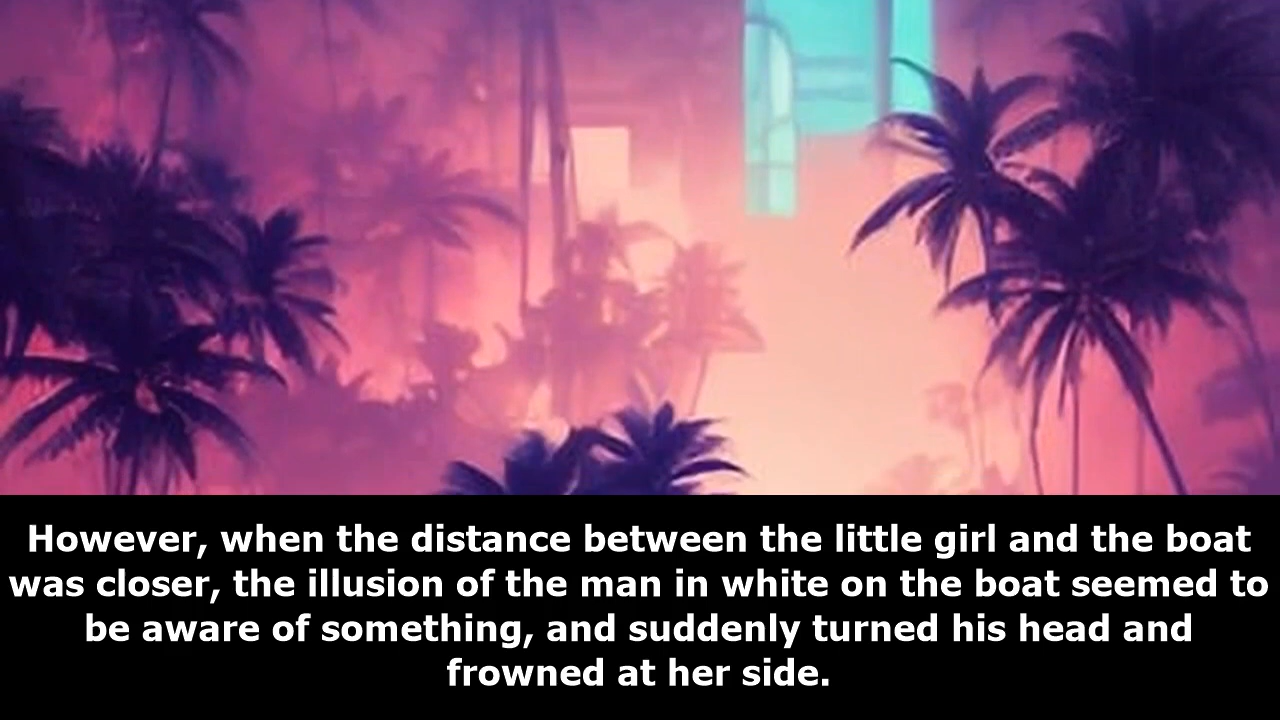 However, when the distance between the little girl and the boat
was closer, the illusion of the man in white on the boat seemed to
be aware of something, and suddenly turned his head and
frowned at her side.